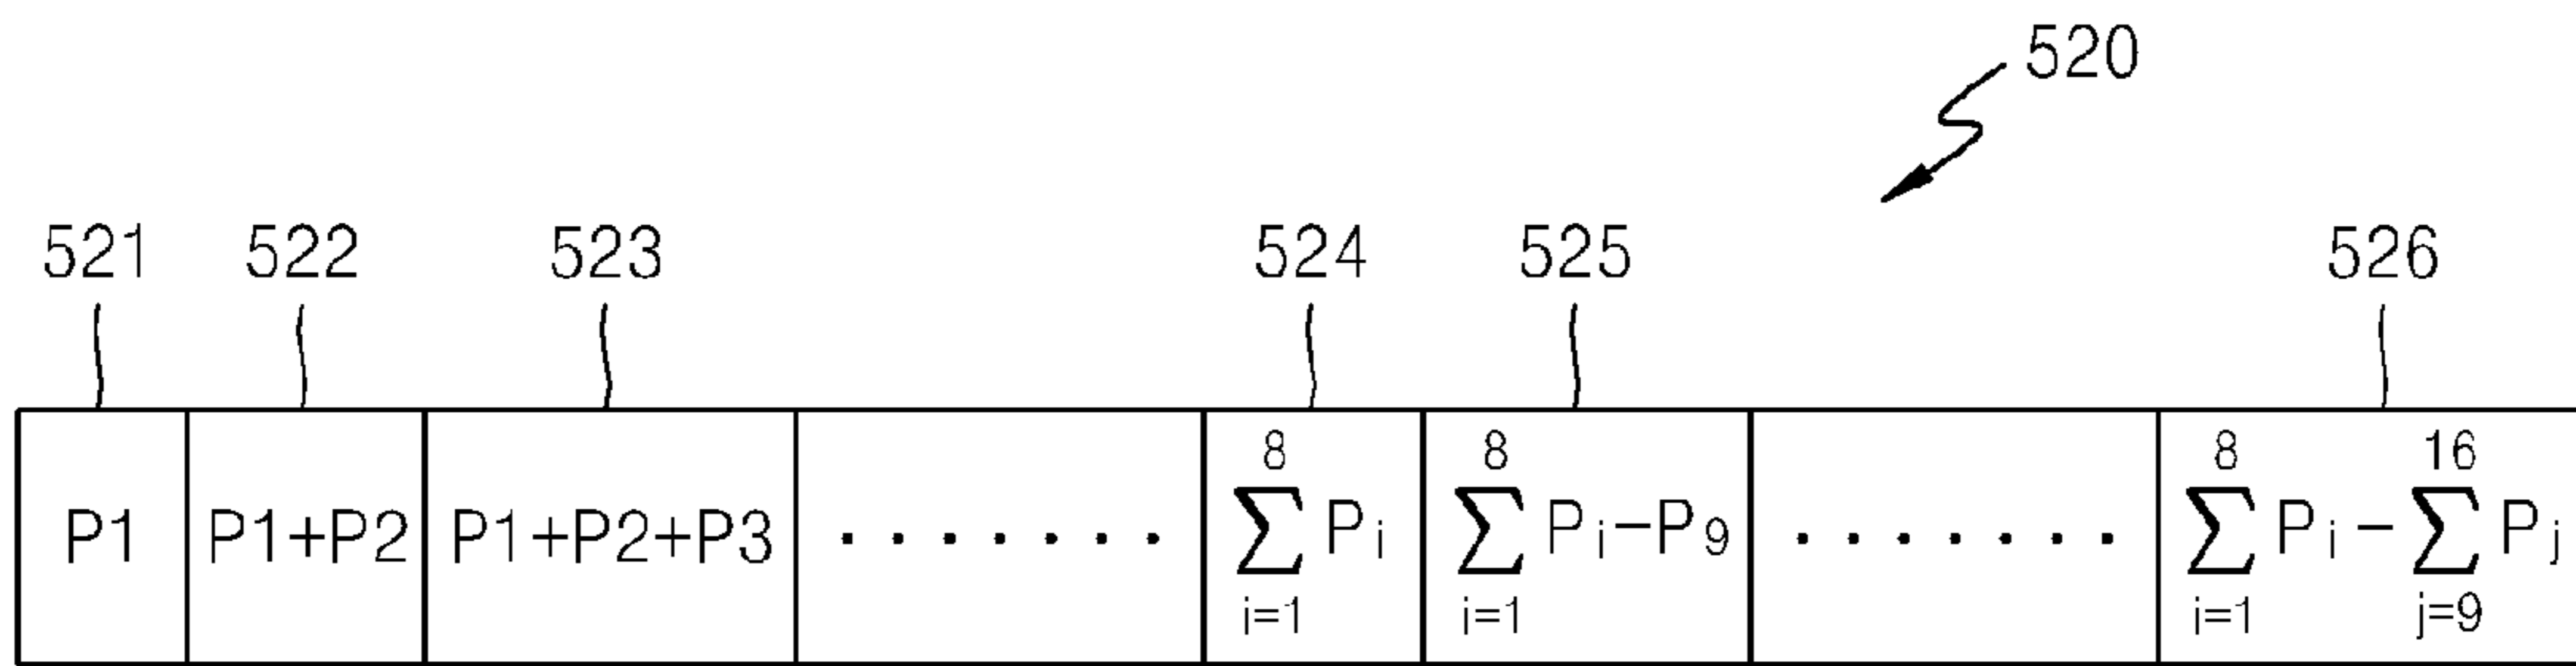 520
521 522 523 524 525 526
P1 P1+P2 P1+P2+P3 ······· 8∑i=1 Pi 8∑i=1 Pi−P9 ······· 8∑i=1 Pi−16∑j=9 Pj